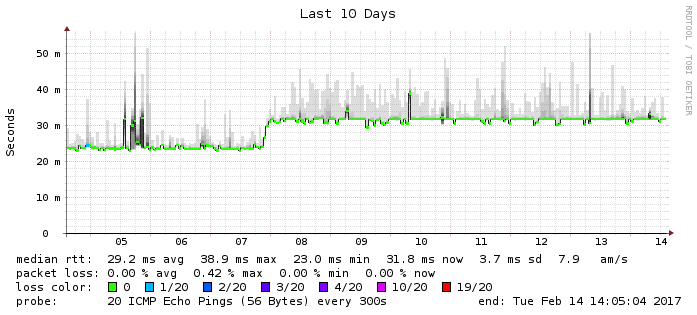 Last 10 Days
RRDTOOL / TOBI OETIKER
Seconds
50 m
40 m
30 m
20 m
10 m
0
05 06 07 08 09 10 11 12 13 14
median rtt: 29.2 ms avg 38.9 ms max 23.0 ms min 31.8 ms now 3.7 ms sd 7.9 am/s
packet loss: 0.00 % avg 0.42 % max 0.00 % min 0.00 % now
loss color: 0 1/20 2/20 3/20 4/20 10/20 19/20
probe: 20 ICMP Echo Pings (56 Bytes) every 300s end: Tue Feb 14 14:05:04 2017